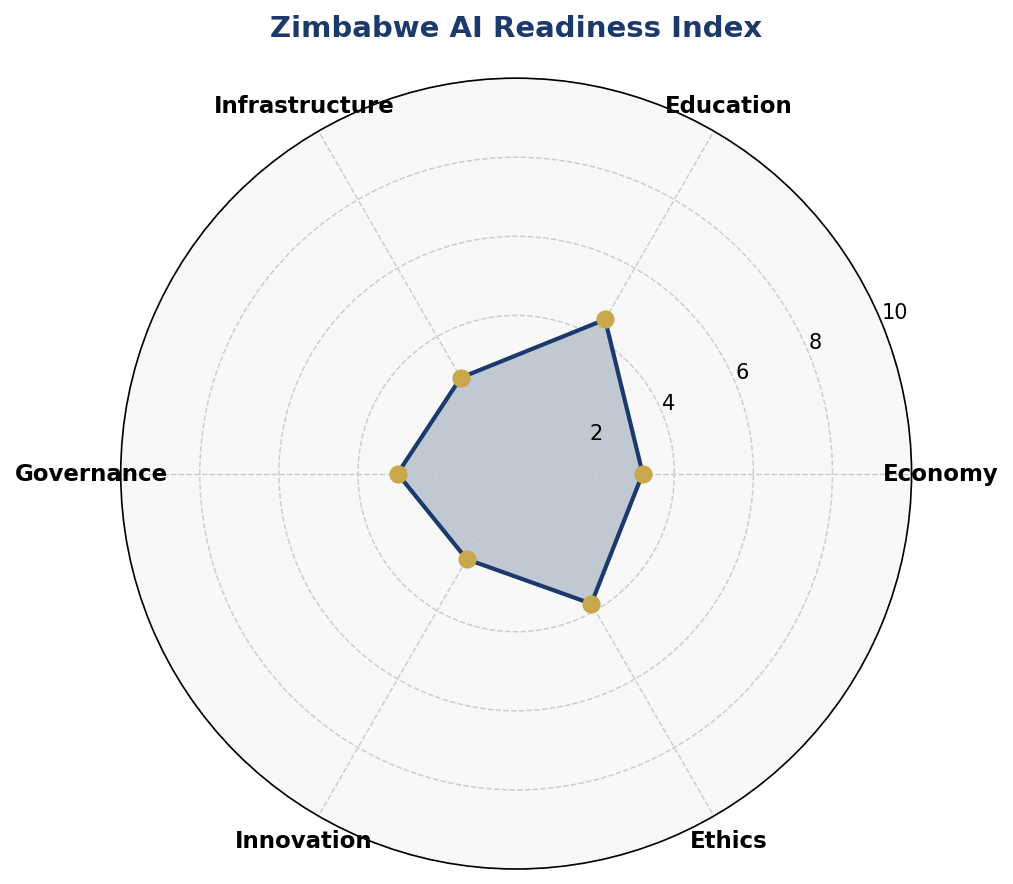 Zimbabwe AI Readiness Index
Infrastructure
Education
10
8
6
4
2
Governance
Economy
Innovation
Ethics